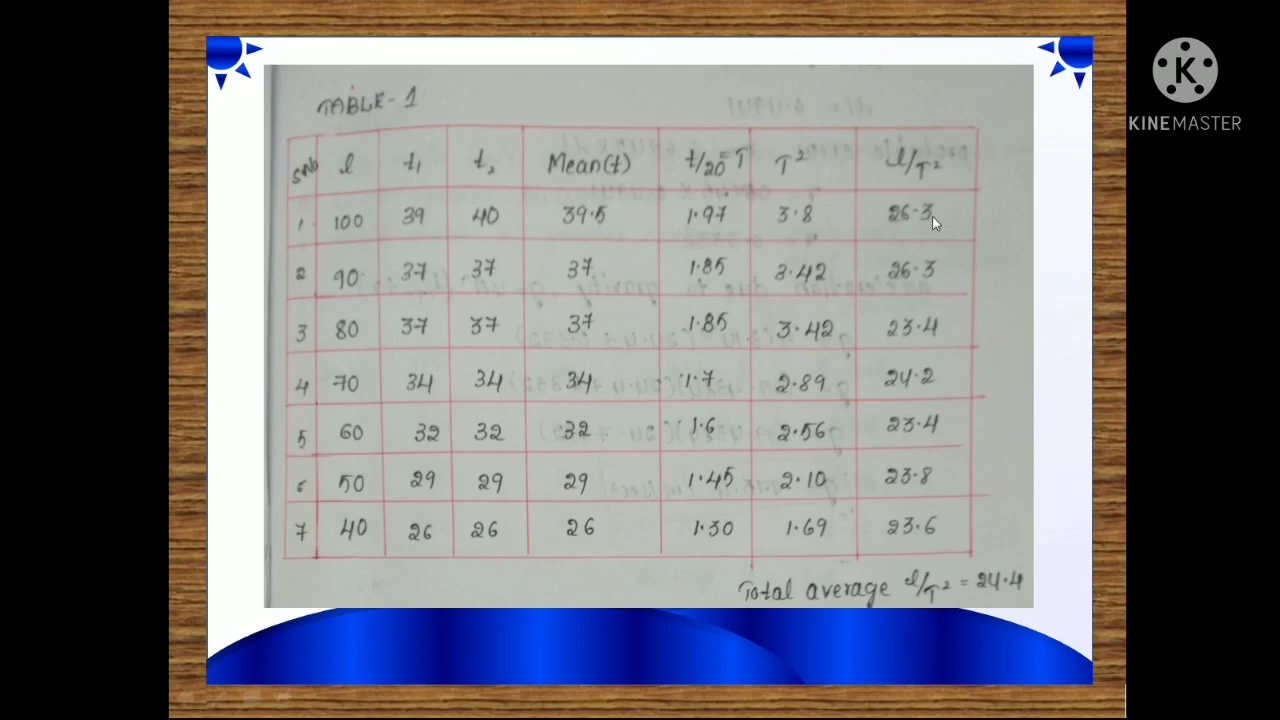 KINEMASTER
TABLE-1
S.No l t₁ t₂ Mean(t) t/20=T T² l/T²
1. 100 39 40 39.5 1.97 3.8 26.3
2 90 37 37 37 1.85 3.42 26.3
3 80 37 37 37 1.85 3.42 23.4
4 70 34 34 34 1.7 2.89 24.2
5 60 32 32 32 1.6 2.56 23.4
6 50 29 29 29 1.45 2.10 23.8
7 40 26 26 26 1.30 1.69 23.6
Total average l/T² = 24.4